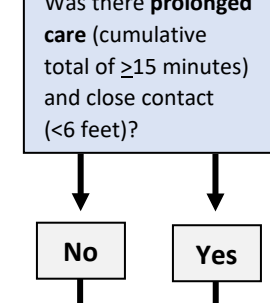 Was there prolonged
care (cumulative
total of ≥15 minutes)
and close contact
(<6 feet)?
No
Yes